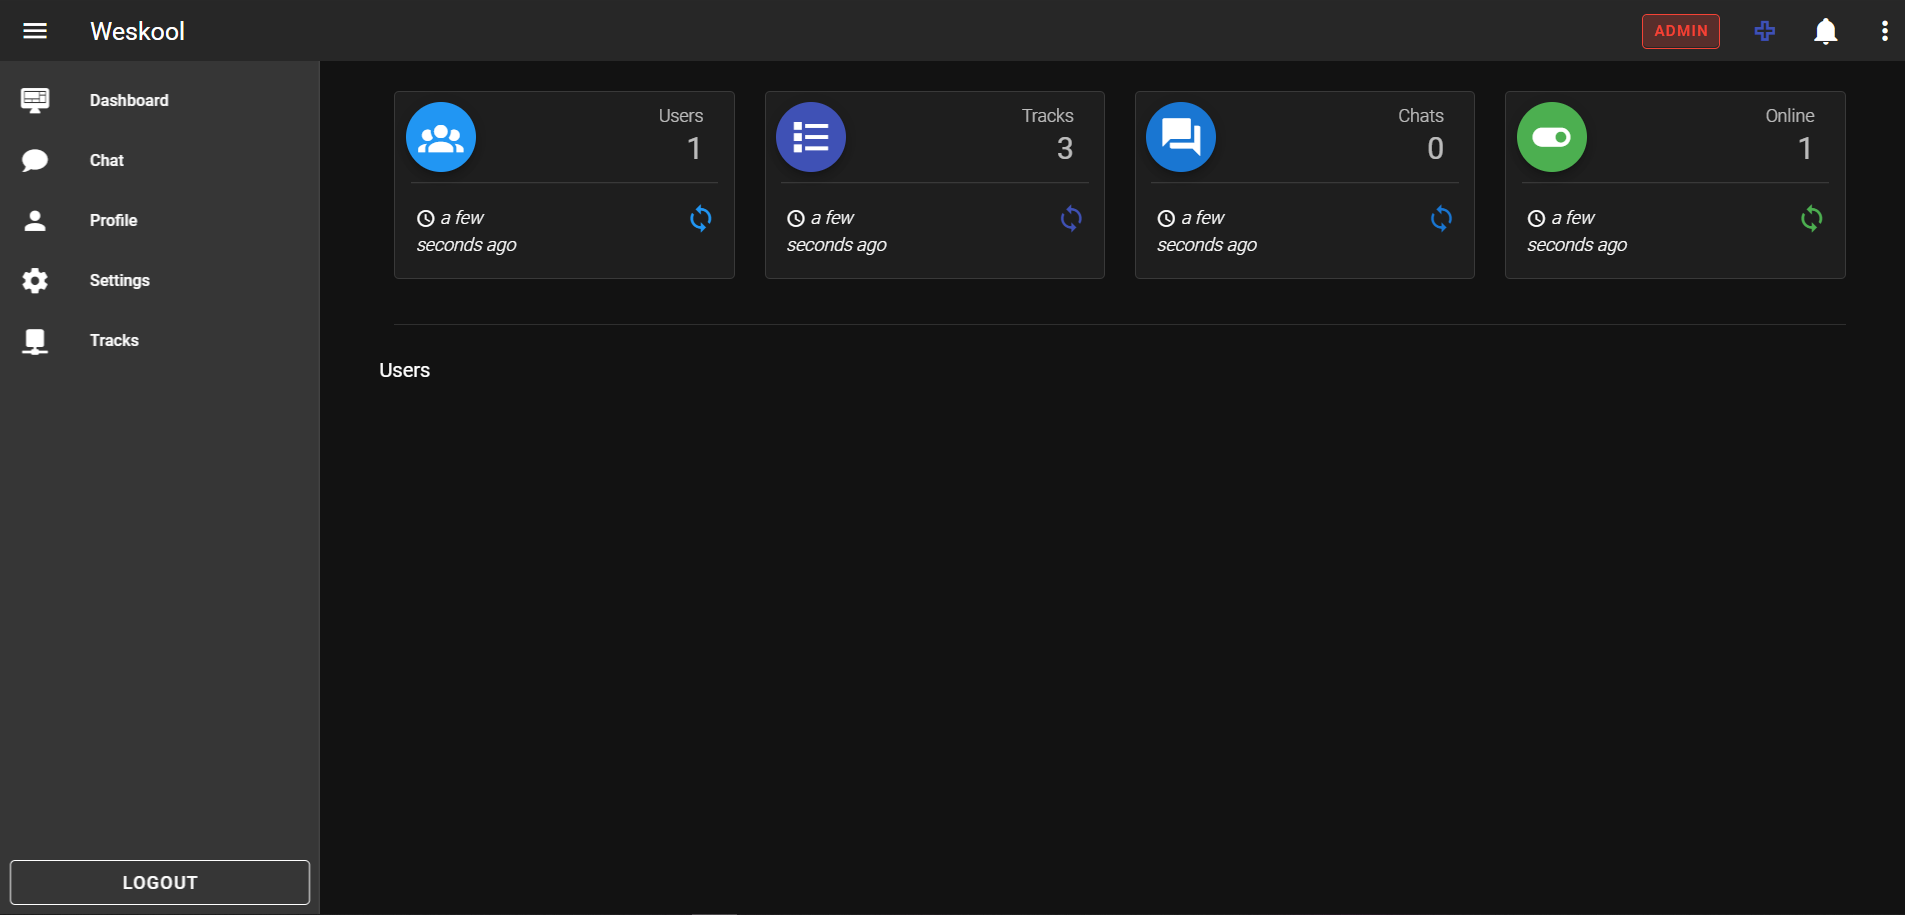 Weskool
ADMIN
Dashboard
Chat
Profile
Settings
Tracks
LOGOUT
Users
1
a few
seconds ago
Tracks
3
a few
seconds ago
Chats
0
a few
seconds ago
Online
1
a few
seconds ago
Users